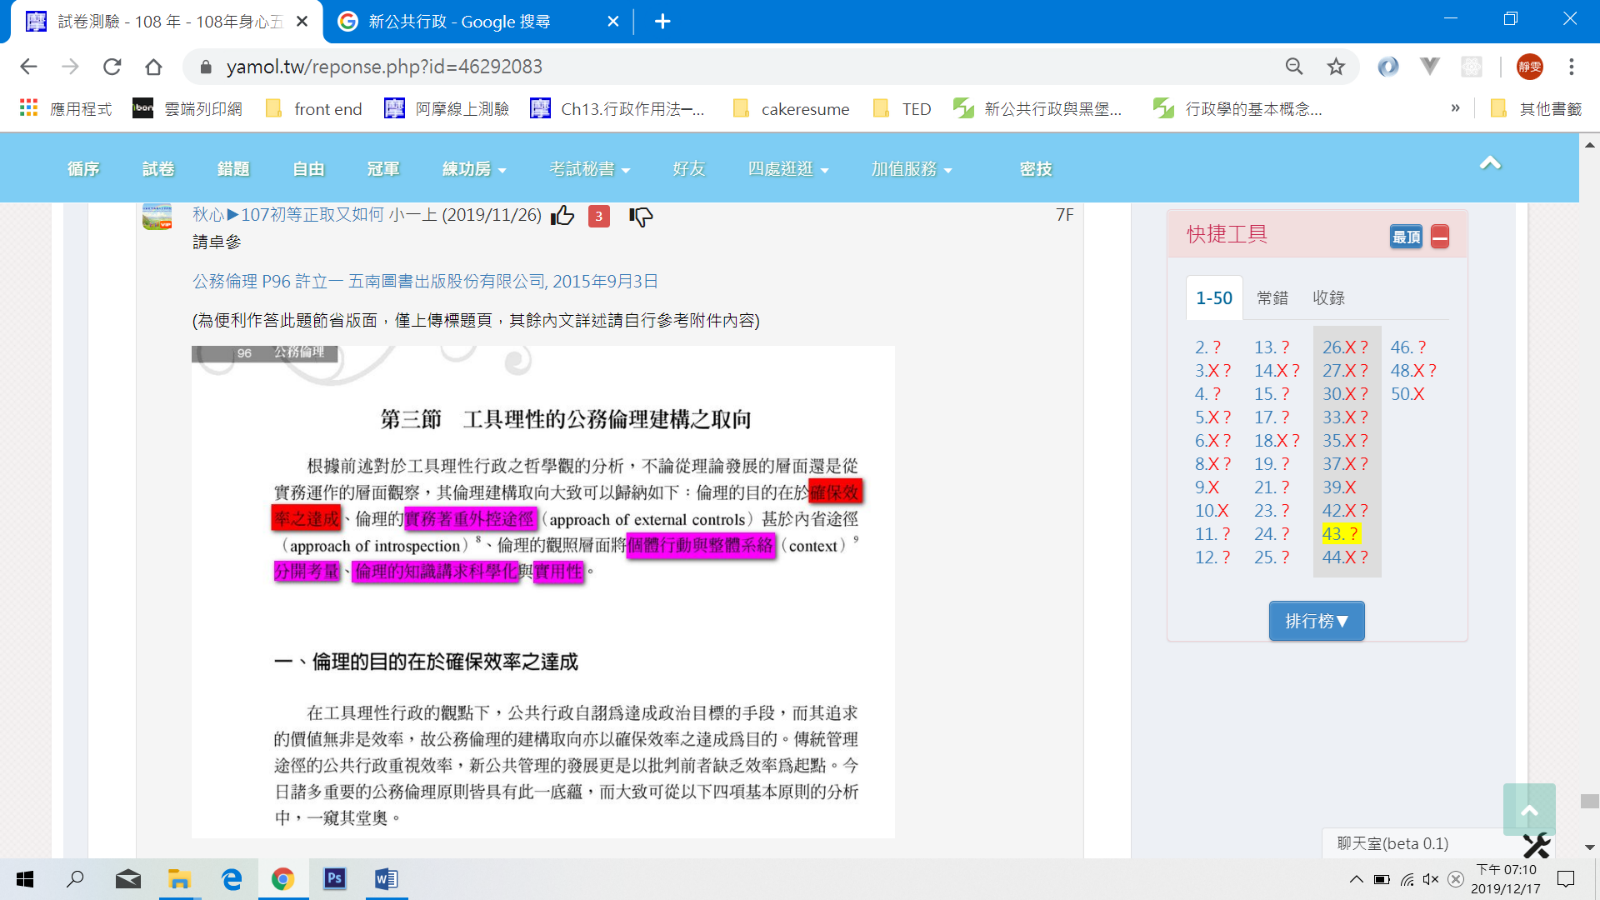 試卷測驗 - 108 年 - 108年身心五
新公共行政 - Google 搜尋
yamol.tw/reponse.php?id=46292083
靜雯
應用程式
ibon
雲端列印網
front end
摩
阿摩線上測驗
摩
Ch13.行政作用法—...
cakeresume
TED
新公共行政與黑堡...
行政學的基本概念...
»
其他書籤
循序
試卷
錯題
自由
冠軍
練功房
考試秘書
好友
四處逛逛
加值服務
密技
秋心►107初等正取又如何 小一上 (2019/11/26) 3
7F
請卓參
公務倫理 P96 許立一 五南圖書出版股份有限公司, 2015年9月3日
(為便利作答此題節省版面，僅上傳標題頁，其餘內文詳述請自行參考附件內容)
96 公務倫理
第三節 工具理性的公務倫理建構之取向
根據前述對於工具理性行政之哲學觀的分析，不論從理論發展的層面還是從
實務運作的層面觀察，其倫理建構取向大致可以歸納如下：倫理的目的在於確保效
率之達成、倫理的實務著重外控途徑（approach of external controls）甚於內省途徑
（approach of introspection）8、倫理的觀照層面將個體行動與整體系絡（context）9
分開考量、倫理的知識講求科學化與實用性。
一、倫理的目的在於確保效率之達成
在工具理性行政的觀點下，公共行政自詡為達成政治目標的手段，而其追求
的價值無非是效率，故公務倫理的建構取向亦以確保效率之達成為目的。傳統管理
途徑的公共行政重視效率，新公共管理的發展更是以批判前者缺乏效率為起點。今
日諸多重要的公務倫理原則皆具有此一底蘊，而大致可從以下四項基本原則的分析
中，一窺其堂奧。
快捷工具
最頂
1-50
常錯
收錄
2. ? 13. ? 26.X ? 46. ?
3.X ? 14.X ? 27.X ? 48.X ?
4. ? 15. ? 30.X ? 50.X
5.X ? 17. ? 33.X ?
6.X ? 18.X ? 35.X ?
8.X ? 19. ? 37.X ?
9.X 21. ? 39.X
10.X 23. ? 42.X ?
11. ? 24. ? 43. ?
12. ? 25. ? 44.X ?
排行榜▼
聊天室(beta 0.1)
Ps
下午 07:10
2019/12/17